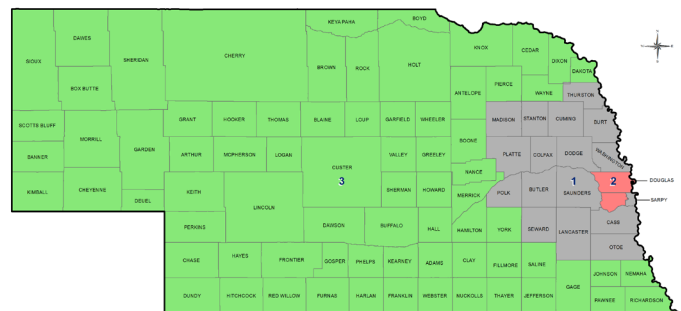 KEYA PAHA BOYD
DAWES
SIOUX SHERIDAN CHERRY BROWN ROCK HOLT KNOX CEDAR DIXON DAKOTA
BOX BUTTE ANTELOPE PIERCE WAYNE THURSTON
SCOTTS BLUFF MORRILL GARDEN GRANT HOOKER THOMAS BLAINE LOUP GARFIELD WHEELER BOONE MADISON STANTON CUMING BURT
BANNER ARTHUR MCPHERSON LOGAN CUSTER VALLEY GREELEY PLATTE COLFAX DODGE WASHINGTON
NANCE
KIMBALL CHEYENNE DEUEL KEITH LINCOLN 3 SHERMAN HOWARD MERRICK POLK BUTLER 1 SAUNDERS 2 DOUGLAS
SARPY
PERKINS DAWSON BUFFALO HALL HAMILTON YORK SEWARD LANCASTER CASS
OTOE
CHASE HAYES FRONTIER GOSPER PHELPS KEARNEY ADAMS CLAY FILLMORE SALINE
GAGE JOHNSON NEMAHA
DUNDY HITCHCOCK RED WILLOW FURNAS HARLAN FRANKLIN WEBSTER NUCKOLLS THAYER JEFFERSON PAWNEE RICHARDSON